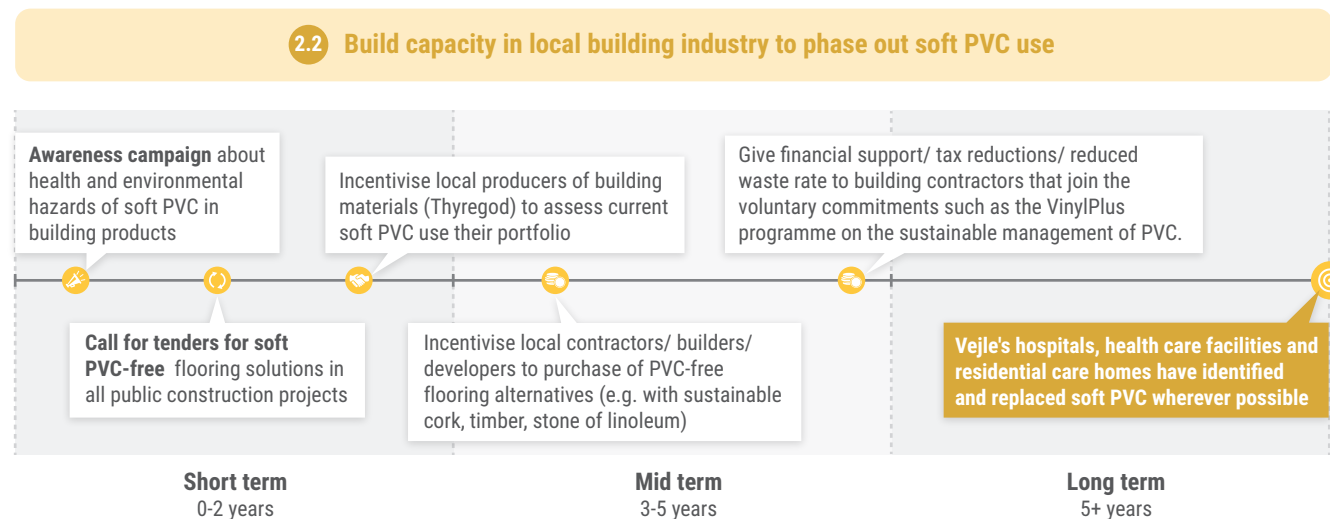 2.2 Build capacity in local building industry to phase out soft PVC use
Awareness campaign about
health and environmental
hazards of soft PVC in
building products
Incentivise local producers of building
materials (Thyregod) to assess current
soft PVC use their portfolio
Give financial support/ tax reductions/ reduced
waste rate to building contractors that join the
voluntary commitments such as the VinylPlus
programme on the sustainable management of PVC.
Call for tenders for soft
PVC-free flooring solutions in
all public construction projects
Incentivise local contractors/ builders/
developers to purchase of PVC-free
flooring alternatives (e.g. with sustainable
cork, timber, stone of linoleum)
Vejle's hospitals, health care facilities and
residential care homes have identified
and replaced soft PVC wherever possible
Short term
0-2 years
Mid term
3-5 years
Long term
5+ years